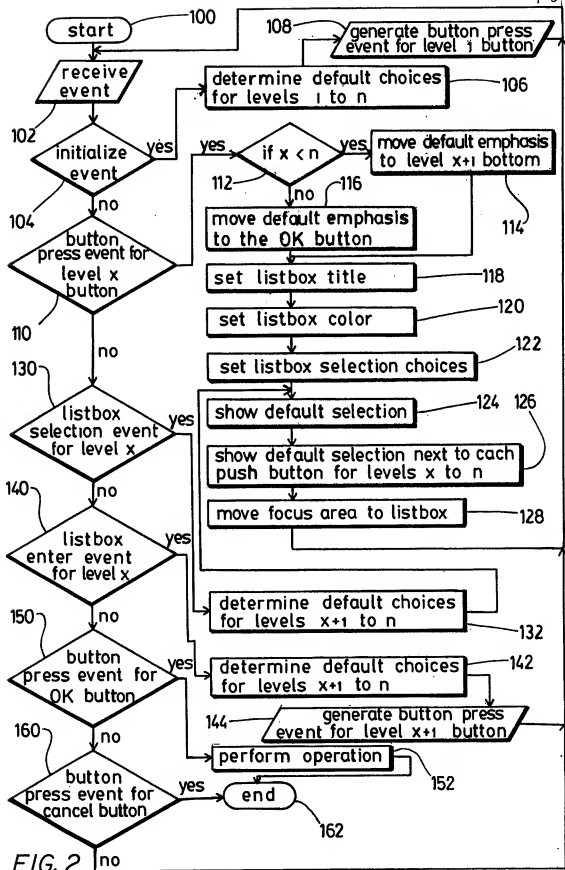 start
100
108
generate button press
event for level 1 button
receive
event
102
determine default choices
for levels 1 to n
106
initialize
event
yes
104
no
yes
if x < n
yes
112
move default emphasis
to level x+1 bottom
114
no
116
button
press event for
level x
button
110
move default emphasis
to the OK button
set listbox title
118
set listbox color
120
no
set listbox selection choices
122
130
listbox
selection event
for level x
yes
show default selection
124
126
show default selection next to cach
push button for levels x to n
no
140
move focus area to listbox
128
listbox
enter event
for level x
yes
determine default choices
for levels x+1 to n
132
no
150
button
press event for
OK button
yes
determine default choices
for levels x+1 to n
142
144
generate button press
event for level x+1 button
no
160
perform operation
152
button
press event for
cancel button
yes
end
162
FIG. 2
no